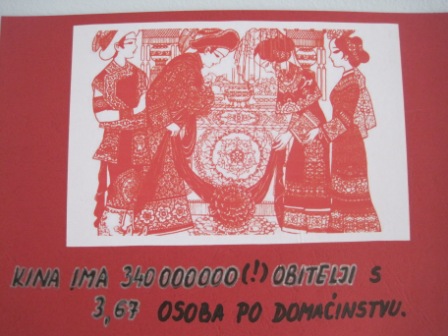 KINA IMA 340000000(!) OBITELJI S
3,67 OSOBA PO DOMAĆINSTVU.